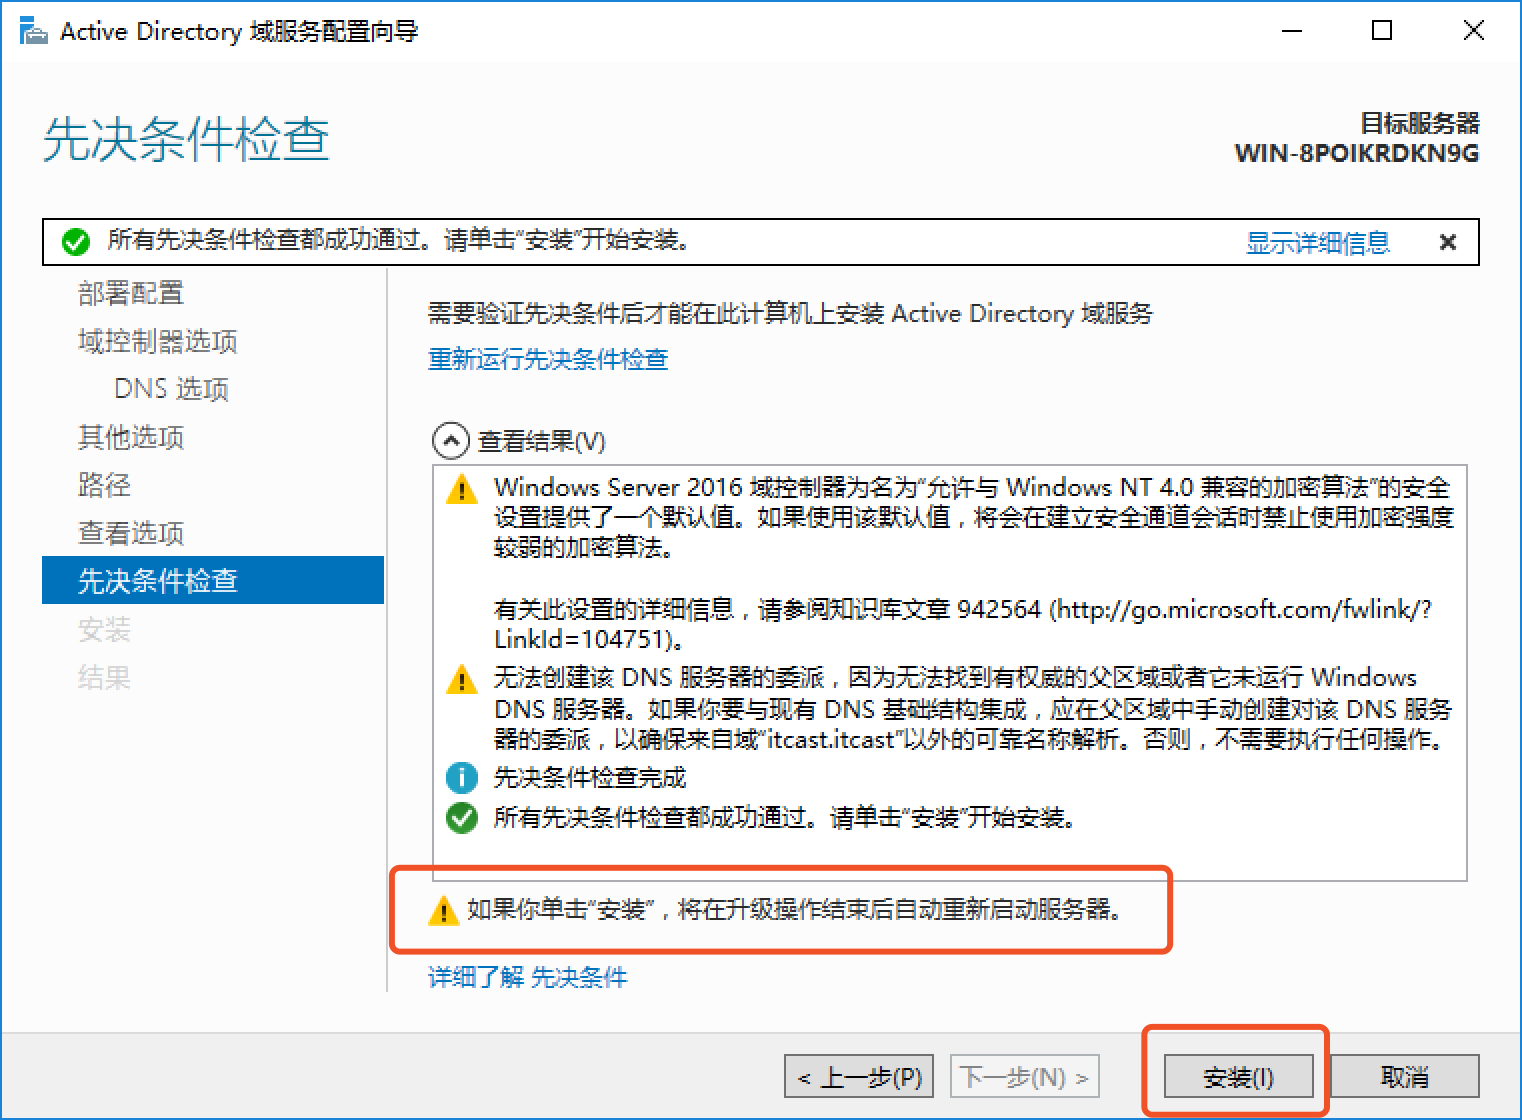 Active Directory 域服务配置向导
先决条件检查
目标服务器
WIN-8POIKRDKN9G
所有先决条件检查都成功通过。请单击“安装”开始安装。
显示详细信息
部署配置
域控制器选项
DNS 选项
其他选项
路径
查看选项
先决条件检查
安装
结果
需要验证先决条件后才能在此计算机上安装 Active Directory 域服务
重新运行先决条件检查
查看结果(V)
Windows Server 2016 域控制器为名为“允许与 Windows NT 4.0 兼容的加密算法”的安全
设置提供了一个默认值。如果使用该默认值，将会在建立安全通道会话时禁止使用加密强度
较弱的加密算法。
有关此设置的详细信息，请参阅知识库文章 942564 (http://go.microsoft.com/fwlink/?
LinkId=104751)。
无法创建该 DNS 服务器的委派，因为无法找到有权威的父区域或者它未运行 Windows
DNS 服务器。如果你要与现有 DNS 基础结构集成，应在父区域中手动创建对该 DNS 服务
器的委派，以确保来自域“itcast.itcast”以外的可靠名称解析。否则，不需要执行任何操作。
先决条件检查完成
所有先决条件检查都成功通过。请单击“安装”开始安装。
如果你单击“安装”，将在升级操作结束后自动重新启动服务器。
详细了解 先决条件
< 上一步(P)
下一步(N) >
安装(I)
取消